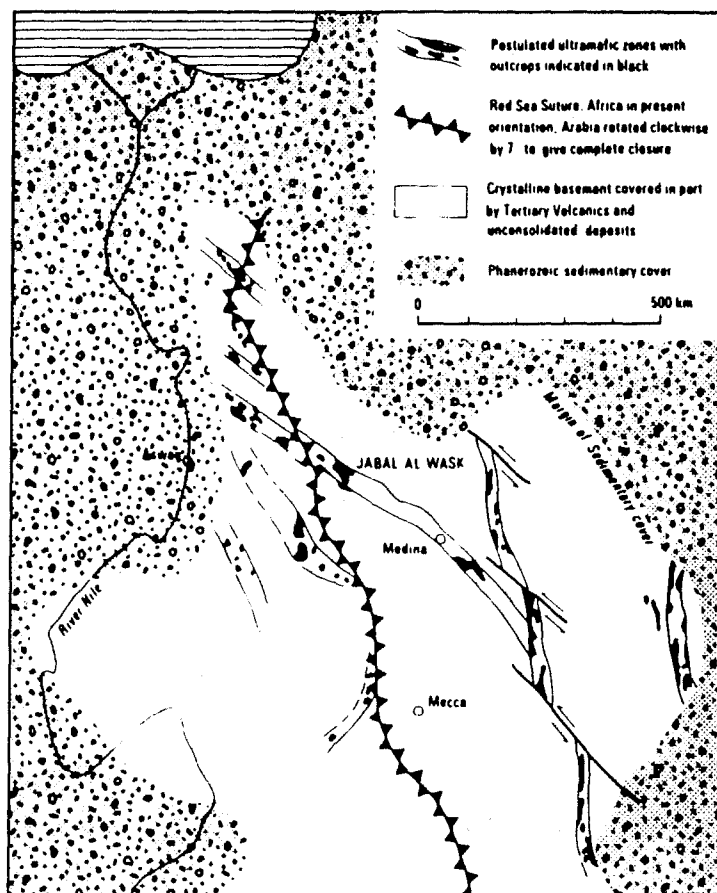 Postulated ultramafic zones with
outcrops indicated in black
Red Sea Suture. Africa in present
orientation, Arabia rotated clockwise
by 7 to give complete closure
Crystalline basement covered in part
by Tertiary Volcanics and
unconsolidated deposits
Phanerozoic sedimentary cover
0 500 km
Margin of Sedimentary cover
Aswan
JABAL AL WASK
Medina
River Nile
Mecca